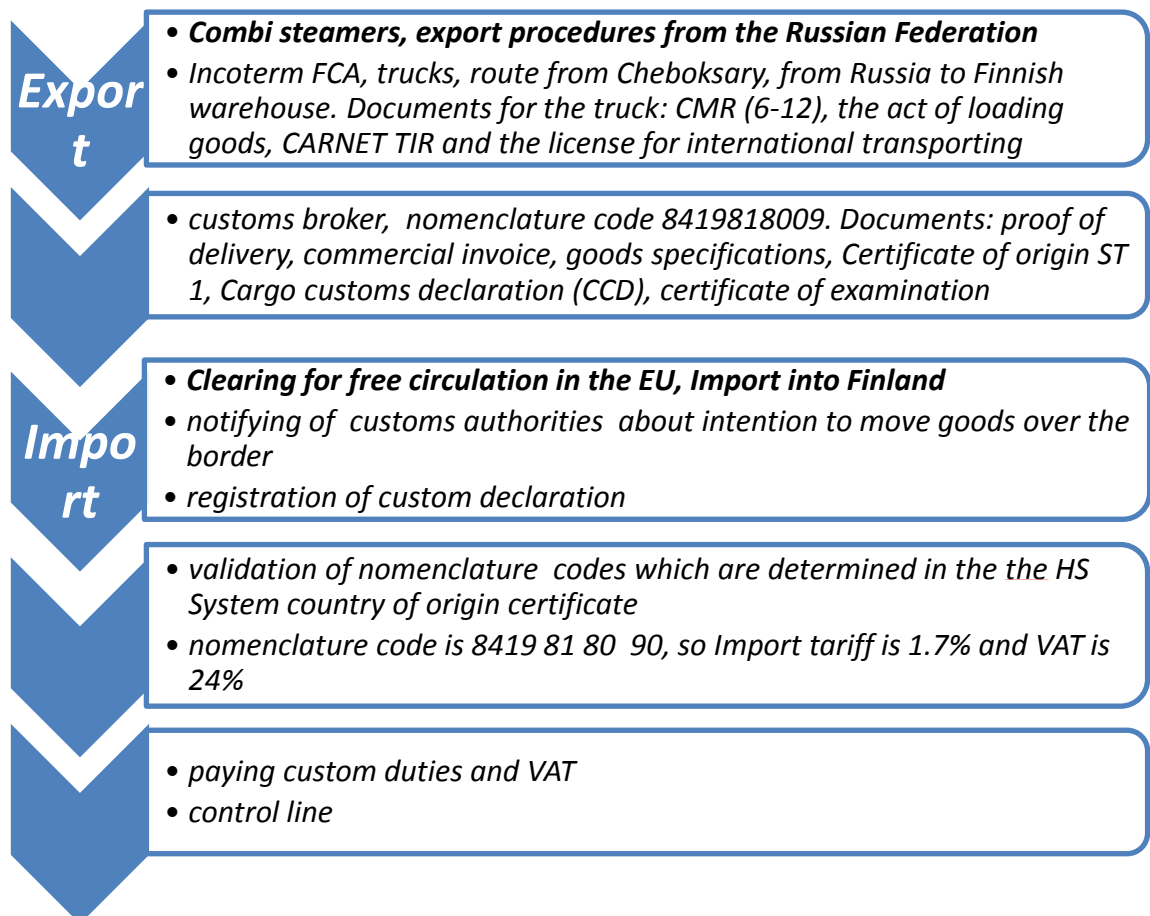 Expor
t
• Combi steamers, export procedures from the Russian Federation
• Incoterm FCA, trucks, route from Cheboksary, from Russia to Finnish
warehouse. Documents for the truck: CMR (6-12), the act of loading
goods, CARNET TIR and the license for international transporting
• customs broker, nomenclature code 8419818009. Documents: proof of
delivery, commercial invoice, goods specifications, Certificate of origin ST
1, Cargo customs declaration (CCD), certificate of examination
Impo
rt
• Clearing for free circulation in the EU, Import into Finland
• notifying of customs authorities about intention to move goods over the
border
• registration of custom declaration
• validation of nomenclature codes which are determined in the the HS
System country of origin certificate
• nomenclature code is 8419 81 80 90, so Import tariff is 1.7% and VAT is
24%
• paying custom duties and VAT
• control line